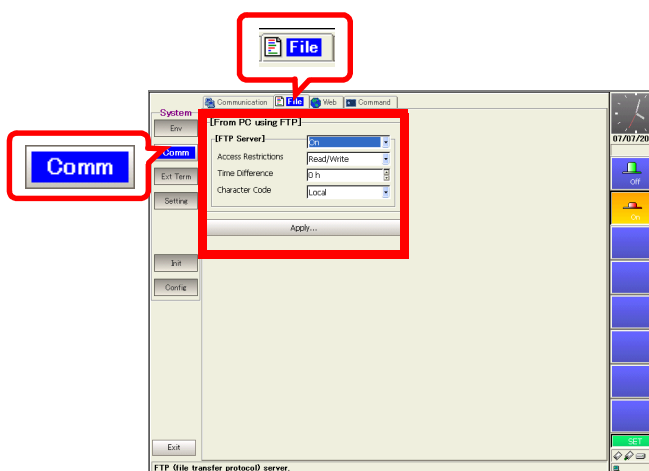 File
Communication File Web Command
System
Env
Comm
Ext Term
Setting
Init
Config
Exit
Comm
[From PC using FTP]
[FTP Server]
On
Access Restrictions Read/Write
Time Difference 0 h
Character Code Local
Apply...
07/07/20
Off
On
SET
FTP (file transfer protocol) server.